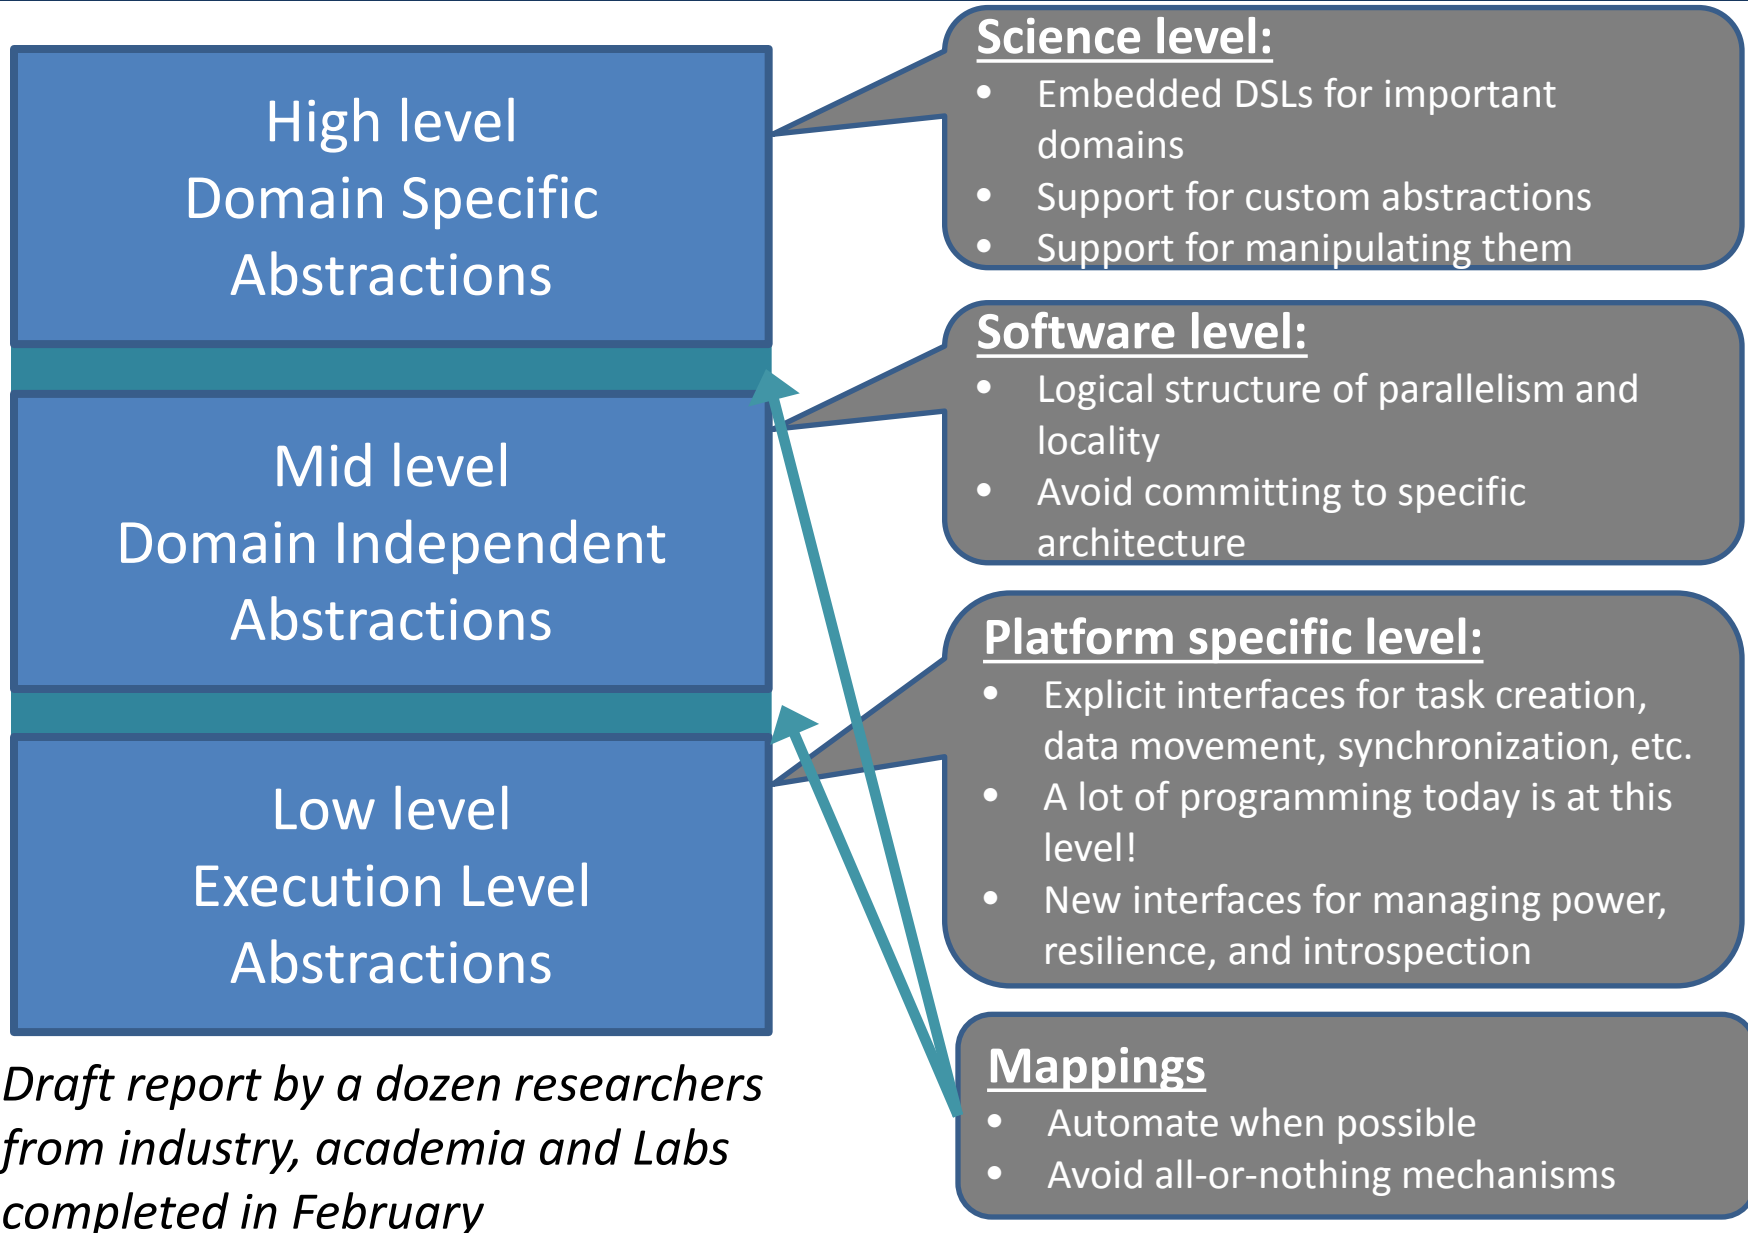 High level
Domain Specific
Abstractions
Mid level
Domain Independent
Abstractions
Low level
Execution Level
Abstractions
Draft report by a dozen researchers
from industry, academia and Labs
completed in February
Science level:
• Embedded DSLs for important
domains
• Support for custom abstractions
• Support for manipulating them
Software level:
• Logical structure of parallelism and
locality
• Avoid committing to specific
architecture
Platform specific level:
• Explicit interfaces for task creation,
data movement, synchronization, etc.
• A lot of programming today is at this
level!
• New interfaces for managing power,
resilience, and introspection
Mappings
• Automate when possible
• Avoid all-or-nothing mechanisms